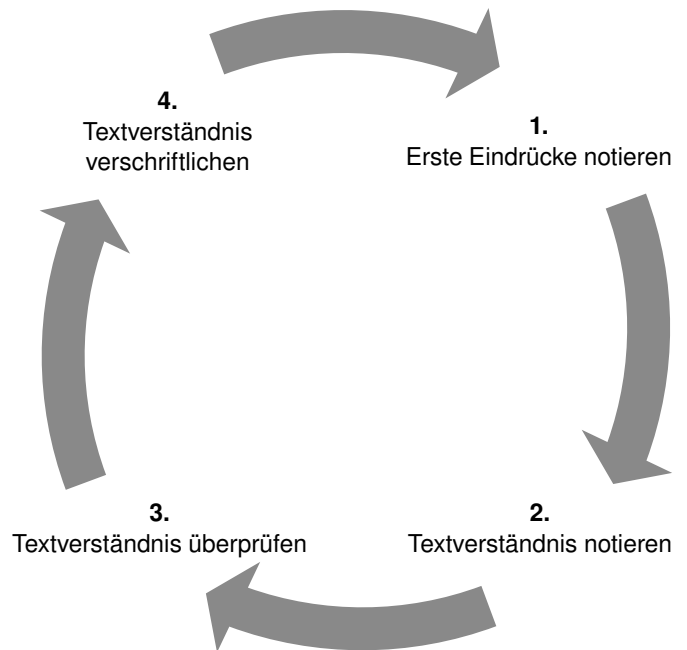 4.
Textverständnis
verschriftlichen
1.
Erste Eindrücke notieren
3.
Textverständnis überprüfen
2.
Textverständnis notieren